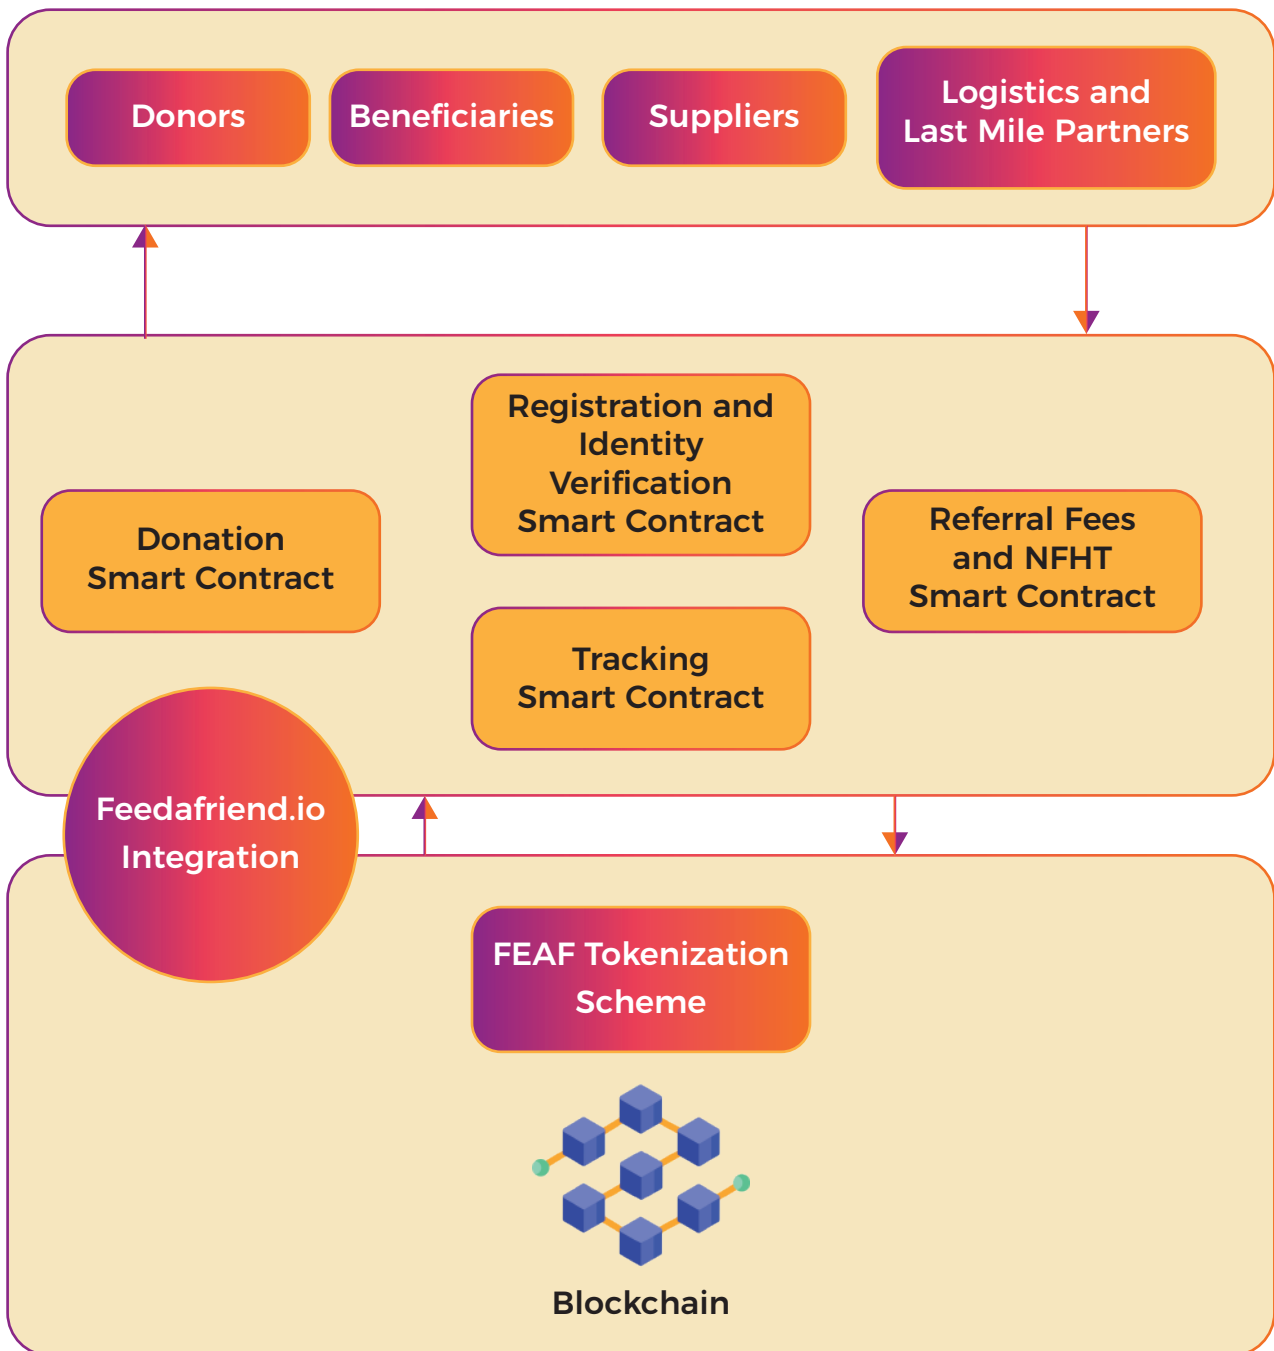 Donors
Beneficiaries
Suppliers
Logistics and
Last Mile Partners
Registration and
Identity
Verification
Smart Contract
Donation
Smart Contract
Referral Fees
and NFHT
Smart Contract
Tracking
Smart Contract
Feedafriend.io
Integration
FEAF Tokenization
Scheme
Blockchain